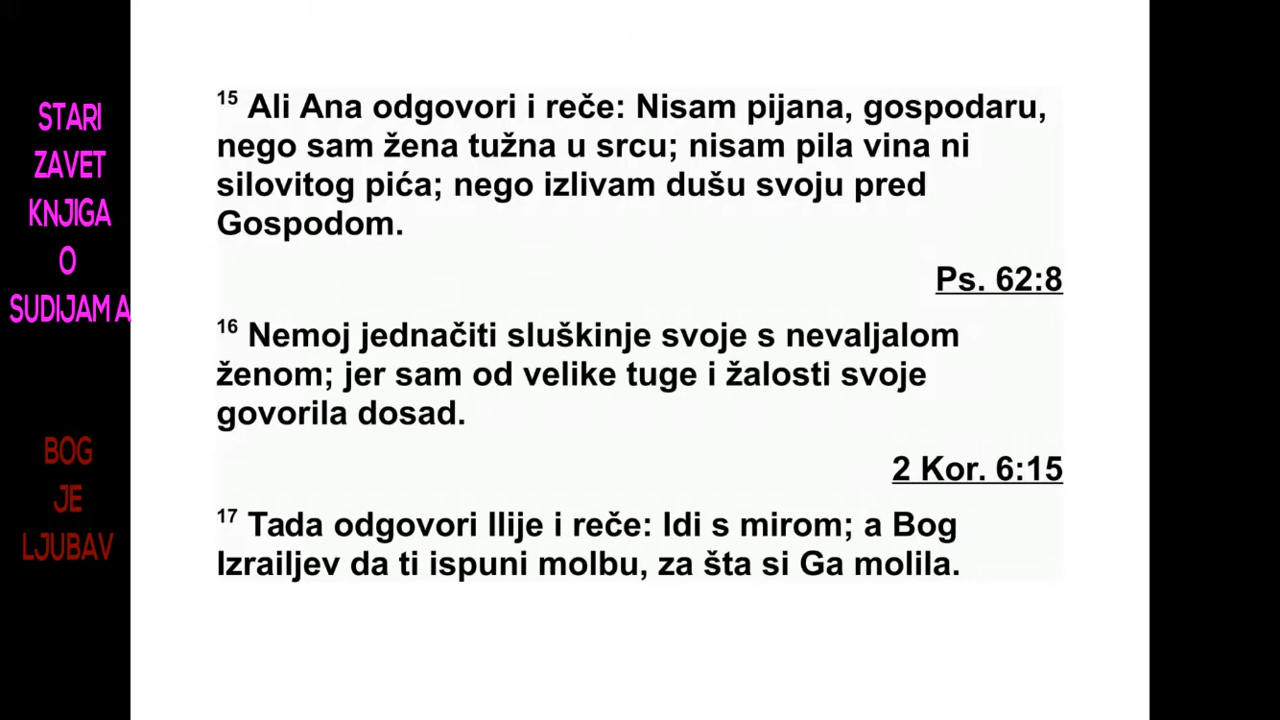 STARI
ZAVET
KNJIGA
O
SUDIJAMA
BOG
JE
LJUBAV
15 Ali Ana odgovori i reče: Nisam pijana, gospodaru,
nego sam žena tužna u srcu; nisam pila vina ni
silovitog pića; nego izlivam dušu svoju pred
Gospodom.
Ps. 62:8
16 Nemoj jednačiti sluškinje svoje s nevaljalom
ženom; jer sam od velike tuge i žalosti svoje
govorila dosad.
2 Kor. 6:15
17 Tada odgovori Ilije i reče: Idi s mirom; a Bog
Izrailjev da ti ispuni molbu, za šta si Ga molila.